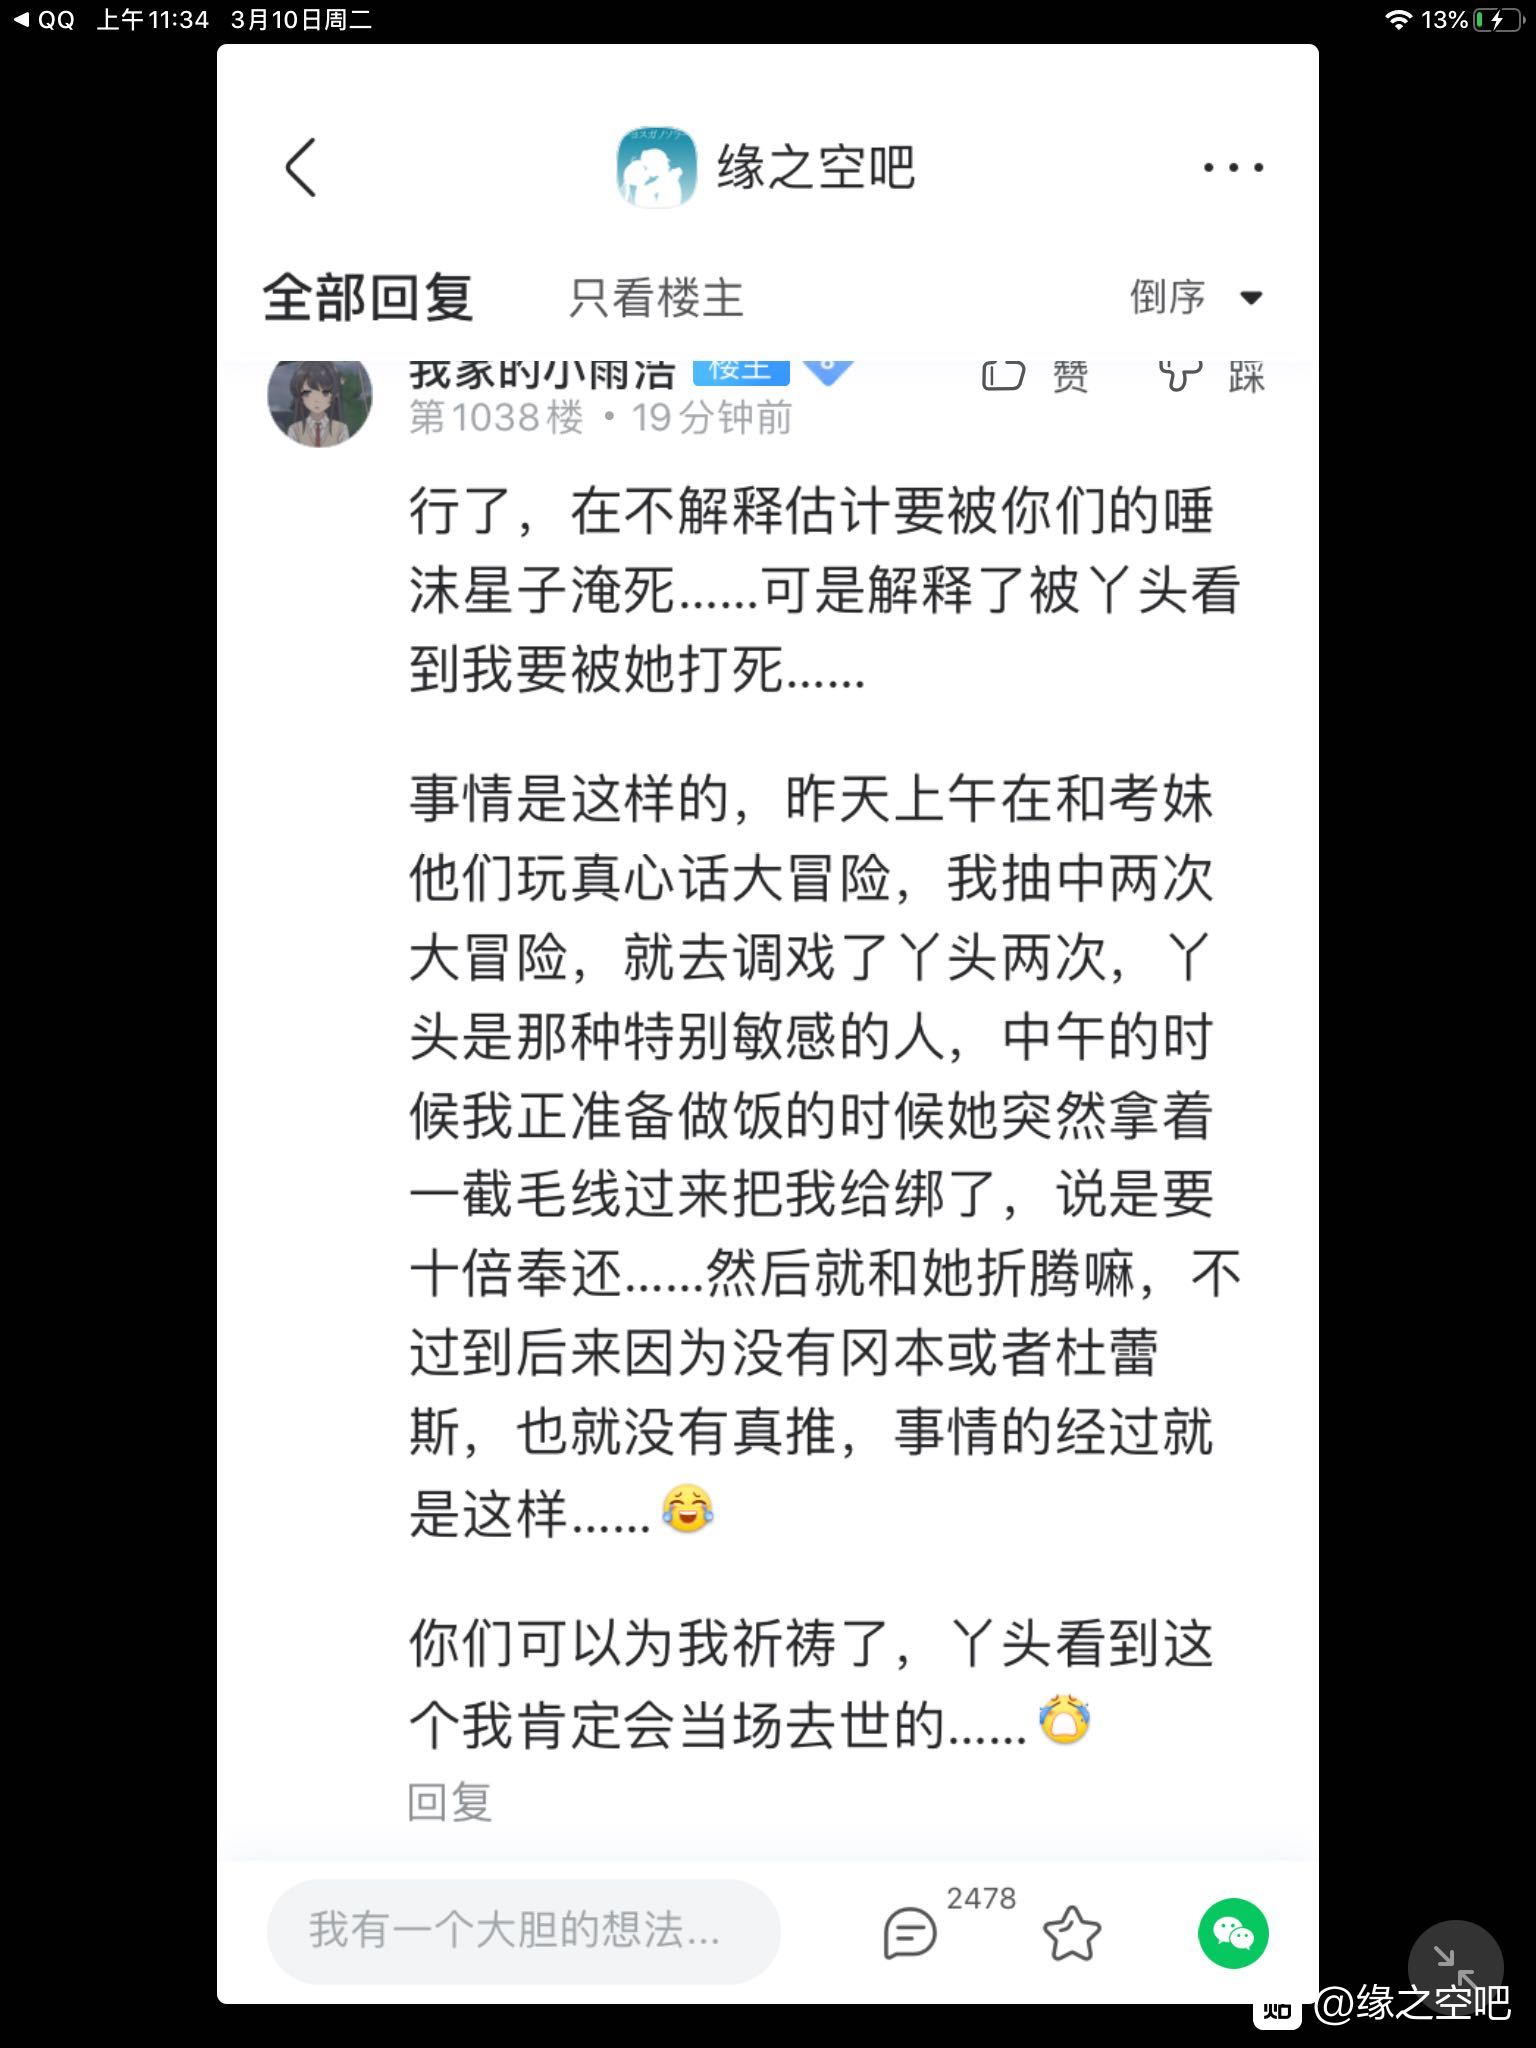 QQ 上午11:34 3月10日周二 13%
ヨスガノソラ
缘之空吧
全部回复 只看楼主 倒序
我家的小雨浩 楼主 赞 踩
第1038楼 • 19分钟前
行了，在不解释估计要被你们的唾
沫星子淹死……可是解释了被丫头看
到我要被她打死……
事情是这样的，昨天上午在和考妹
他们玩真心话大冒险，我抽中两次
大冒险，就去调戏了丫头两次，丫
头是那种特别敏感的人，中午的时
候我正准备做饭的时候她突然拿着
一截毛线过来把我给绑了，说是要
十倍奉还……然后就和她折腾嘛，不
过到后来因为没有冈本或者杜蕾
斯，也就没有真推，事情的经过就
是这样……😂
你们可以为我祈祷了，丫头看到这
个我肯定会当场去世的……😭
回复
我有一个大胆的想法... 2478
贴 @缘之空吧